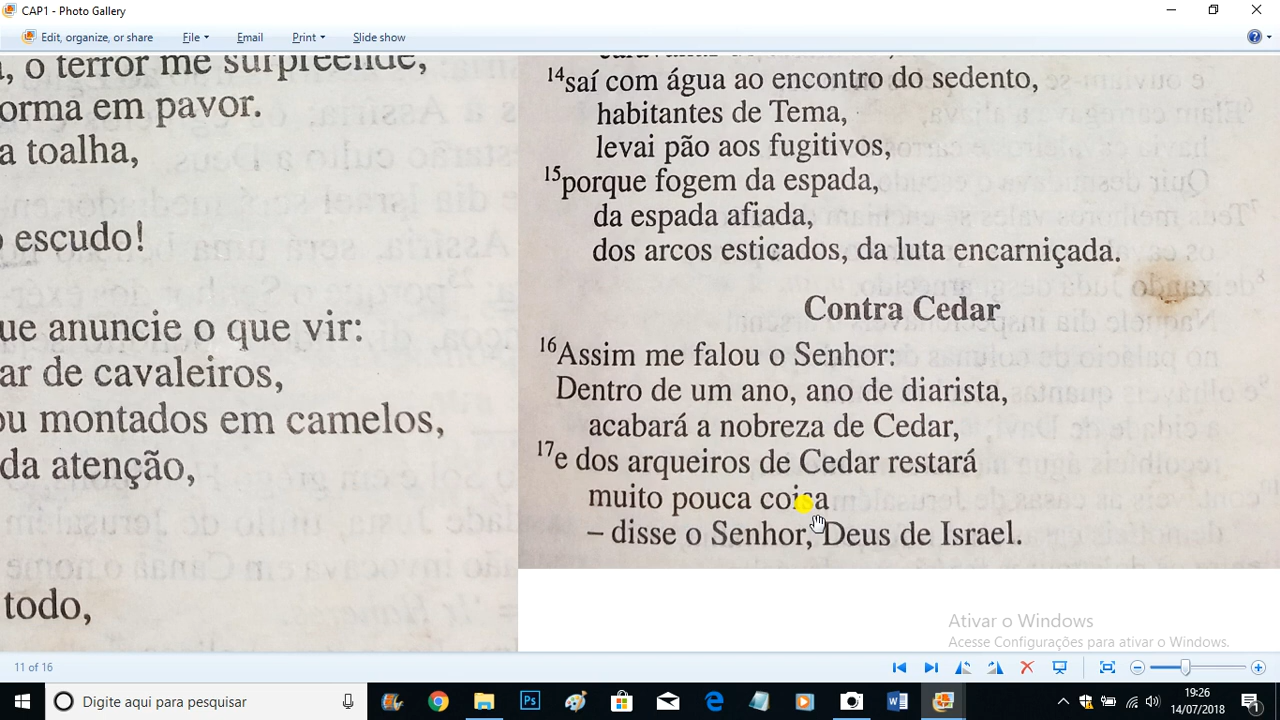 CAP1 - Photo Gallery
Edit, organize, or share File Email Print Slide show
, o terror me surpreende,
orma em pavor.
a toalha,
escudo!
ue anuncie o que vir:
ar de cavaleiros,
ou montados em camelos,
da atenção,
todo,
14saí com água ao encontro do sedento,
habitantes de Tema,
levai pão aos fugitivos,
15porque fogem da espada,
da espada afiada,
dos arcos esticados, da luta encarniçada.
Contra Cedar
16Assim me falou o Senhor:
Dentro de um ano, ano de diarista,
acabará a nobreza de Cedar,
17e dos arqueiros de Cedar restará
muito pouca coisa
– disse o Senhor, Deus de Israel.
Ativar o Windows
Acesse Configurações para ativar o Windows.
11 of 16
Digite aqui para pesquisar
19:26
14/07/2018